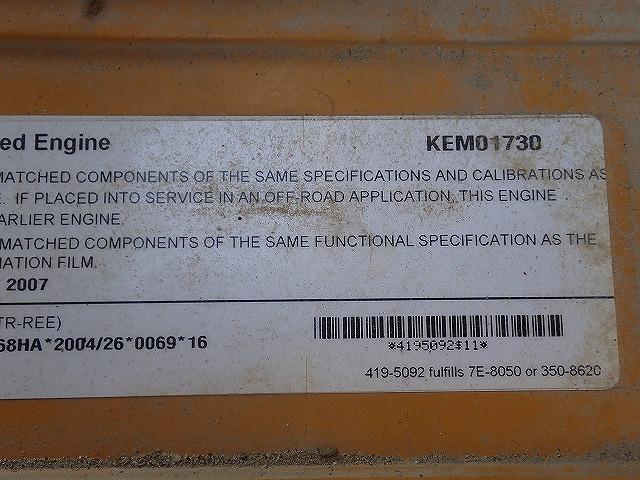 ed Engine
KEM01730
MATCHED COMPONENTS OF THE SAME SPECIFICATIONS AND CALIBRATIONS AS
E. IF PLACED INTO SERVICE IN AN OFF-ROAD APPLICATION, THIS ENGINE
EARLIER ENGINE.
MATCHED COMPONENTS OF THE SAME FUNCTIONAL SPECIFICATION AS THE
MATION FILM.
2007
TR-REE)
68HA*2004/26*0069*16
*4195092$11*
419-5092 fulfills 7E-8050 or 350-8620